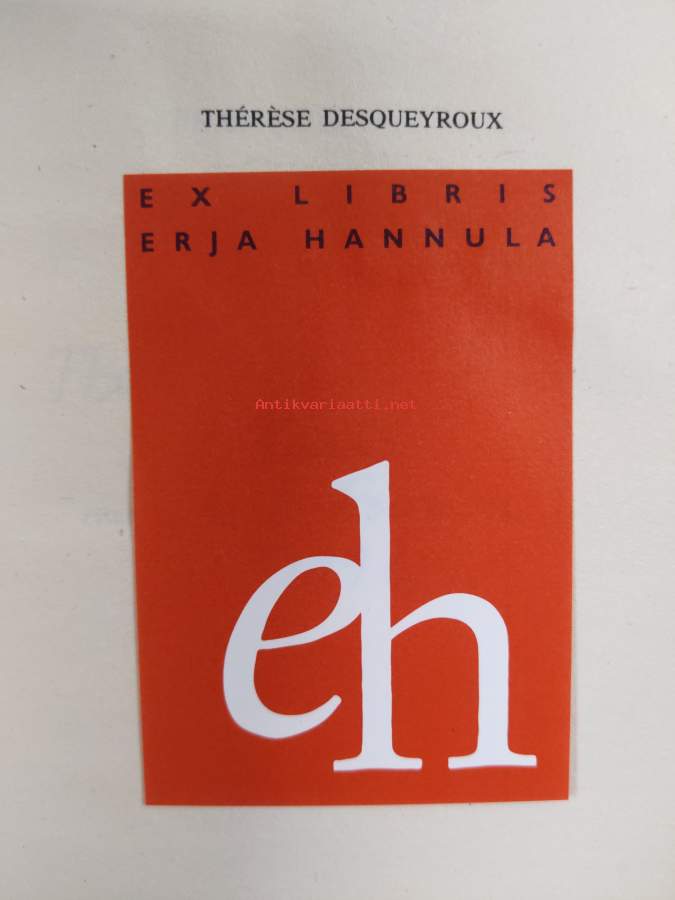 THÉRÈSE DESQUEYROUX
EX LIBRIS
ERJA HANNULA
Antikvariaatti.net
eh